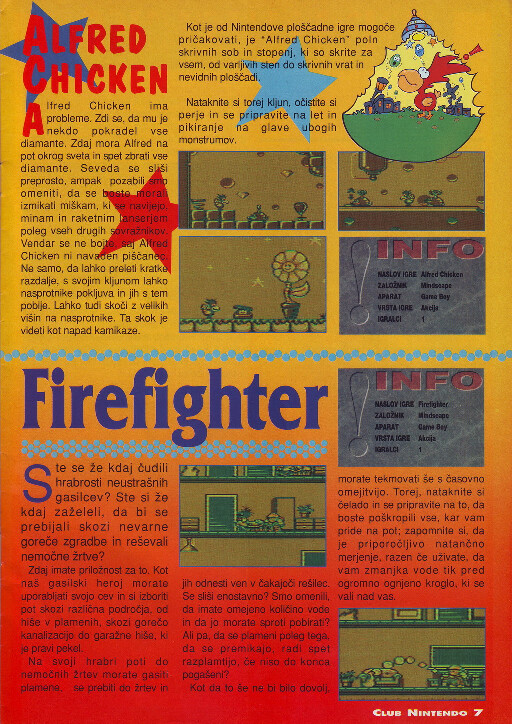 ALFRED
CHICKEN
Alfred Chicken ima
probleme. Zdi se, da mu je
nekdo pokradel vse
diamante. Zdaj mora Alfred na
pot okrog sveta in spet zbrati vse
diamante. Seveda se sliši
preprosto, ampak pozabili smo
omeniti, da se boste morali
izmikati miškam, ki se navijejo,
minam in raketnim lanserjem
poleg vseh drugih sovražnikov.
Vendar se ne bojte, saj Alfred
Chicken ni navaden piščanec.
Ne samo, da lahko preleti kratke
razdalje, s svojim kljunom lahko
nasprotnike pokljuva in jih s tem
pobije. Lahko tudi skoči z velikih
višin na nasprotnike. Ta skok je
videti kot napad kamikaze.
Kot je od Nintendove ploščadne igre mogoče
pričakovati, je "Alfred Chicken" poln
skrivnih sob in stopenj, ki so skrite za
vsem, od varljivih sten do skrivnih vrat in
nevidnih ploščadi.
Nataknite si torej kljun, očistite si
perje in se pripravite na let in
pikiranje na glave ubogih
monstrumov.
INFO
NASLOV IGRE Alfred Chicken
ZALOŽNIK Mindscape
APARAT Game Boy
VRSTA IGRE Akcija
IGRALCI 1
Firefighter
Ste se že kdaj čudili
hrabrosti neustrašnih
gasilcev? Ste si že
kdaj zaželeli, da bi se
prebijali skozi nevarne
goreče zgradbe in reševali
nemočne žrtve?
Zdaj imate priložnost za to. Kot
naš gasilski heroj morate
uporabljati svojo cev in si izboriti
pot skozi različna področja, od
hiše v plamenih, skozi gorečo
kanalizacijo do garažne hiše, ki
je pravi pekel.
Na svoji hrabri poti do
nemočnih žrtev morate gasiti
plamene, se prebiti do žrtev in
jih odnesti ven v čakajoči rešilec.
Se sliši enostavno? Smo omenili,
da imate omejeno količino vode
in da jo morate sproti pobirati?
Ali pa, da se plameni poleg tega,
da se premikajo, radi spet
razplamtijo, če niso do konca
pogašeni?
Kot da to še ne bi bilo dovolj,
INFO
NASLOV IGRE Firefighter
ZALOŽNIK Mindscape
APARAT Game Boy
VRSTA IGRE Akcija
IGRALCI 1
morate tekmovati še s časovno
omejitvijo. Torej, nataknite si
čelado in se pripravite na to, da
boste poškropili vse, kar vam
pride na pot; zapomnite si, da
je priporočljivo natančno
merjenje, razen če uživate, da
vam zmanjka vode tik pred
ogromno ognjeno kroglo, ki se
vali nad vas.
CLUB NINTENDO 7